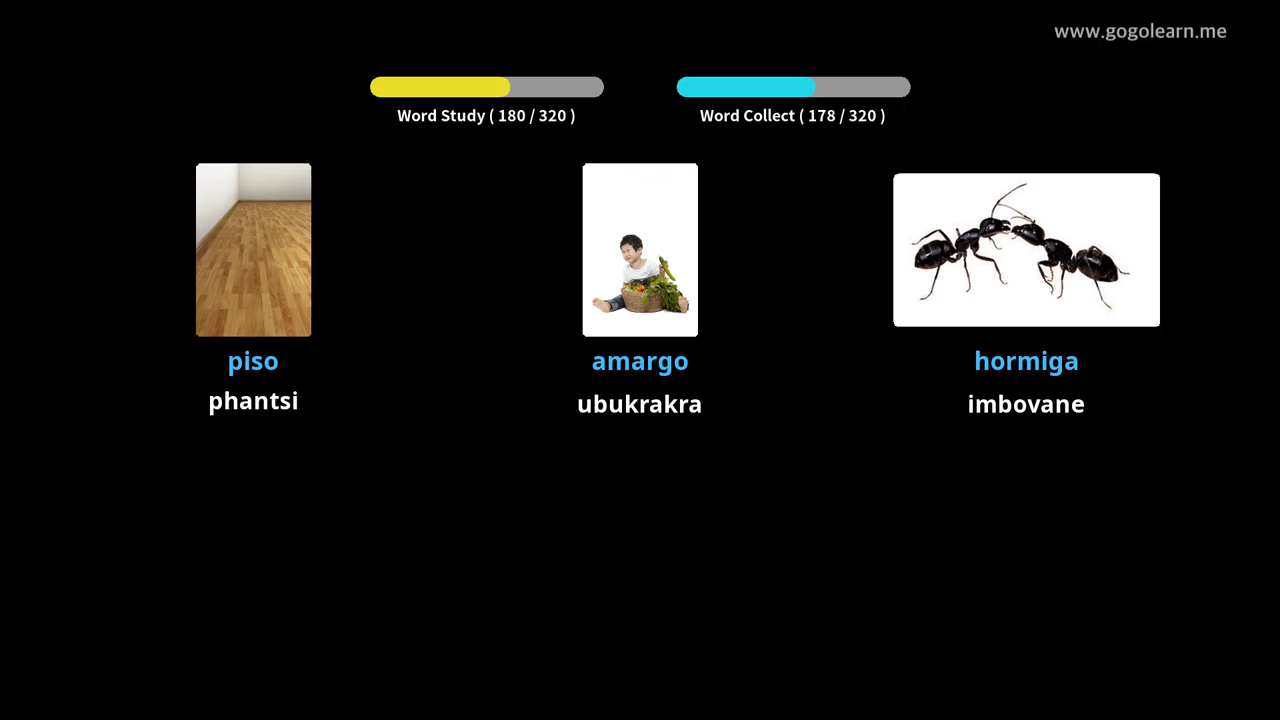 www.gogolearn.me
Word Study ( 180 / 320 )
Word Collect ( 178 / 320 )
piso
amargo
hormiga
phantsi
ubukrakra
imbovane